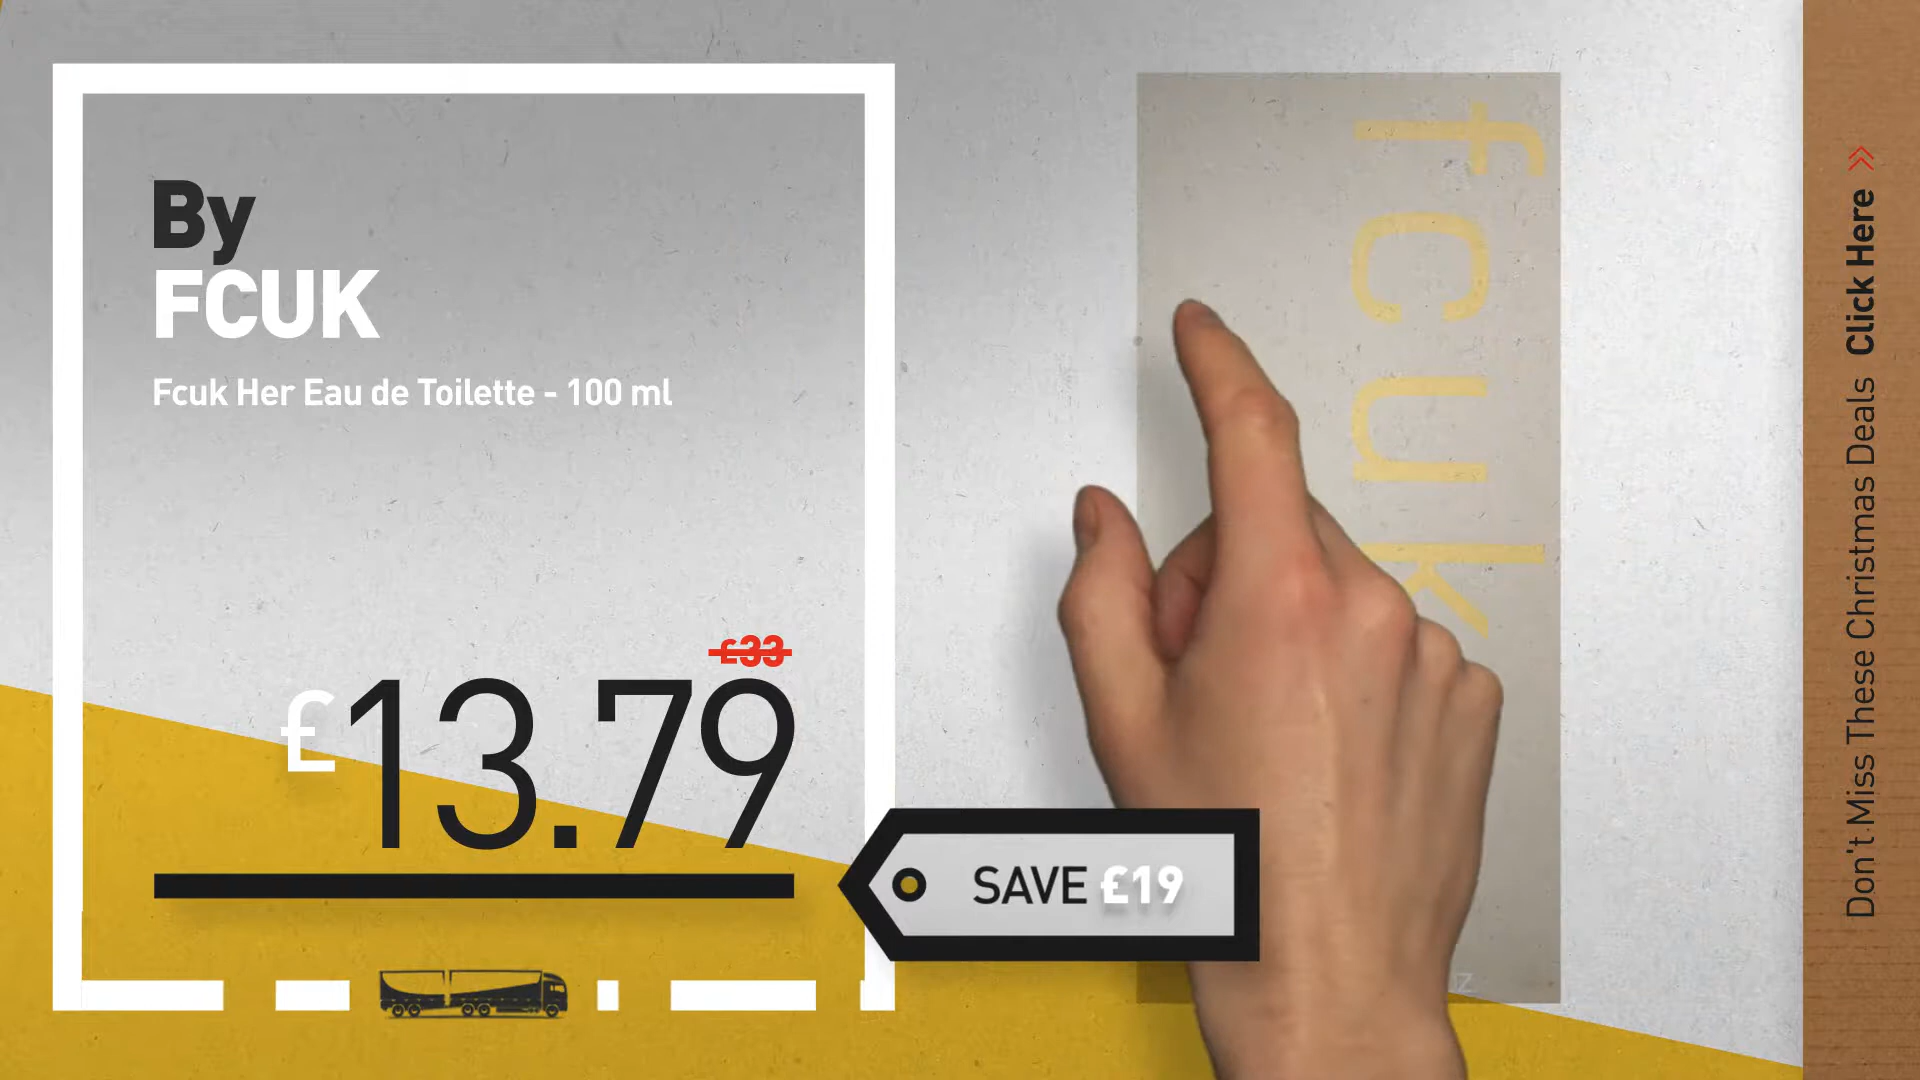 By
FCUK
Fcuk Her Eau de Toilette - 100 ml
£33
£13.79
SAVE £19
fcuk
Don't Miss These Christmas Deals Click Here